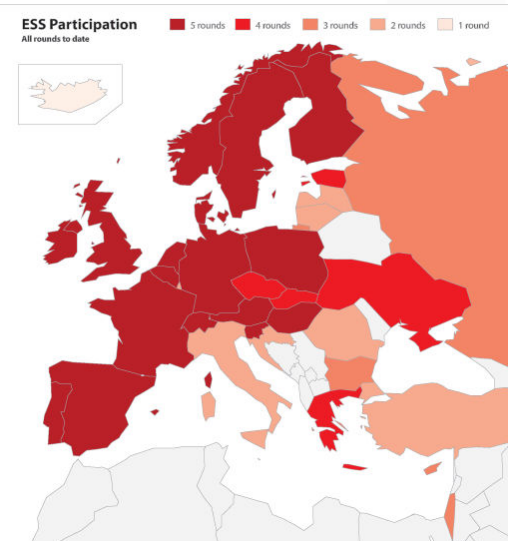 ESS Participation
All rounds to date
5 rounds
4 rounds
3 rounds
2 rounds
1 round